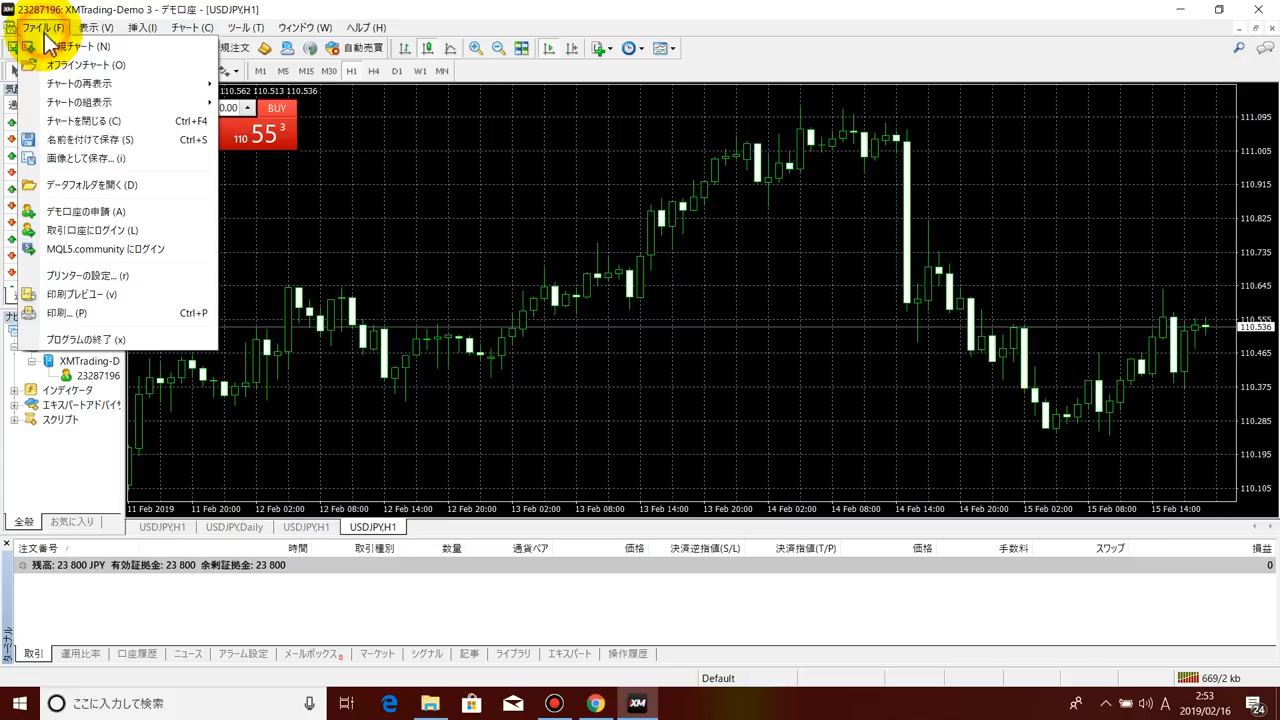 23287196: XMTrading-Demo 3 - デモ口座 - [USDJPY,H1]
ファイル (F) 表示 (V) 挿入(I) チャート (C) ツール (T) ウィンドウ (W) ヘルプ (H)
規注文 自動売買
M1 M5 M15 M30 H1 H4 D1 W1 MN
規チャート (N)
オフラインチャート (O)
チャートの再表示
チャートの組表示
チャートを閉じる (C) Ctrl+F4
名前を付けて保存 (S) Ctrl+S
画像として保存... (i)
データフォルダを開く (D)
デモ口座の申請 (A)
取引口座にログイン (L)
MQL5.community にログイン
プリンターの設定... (r)
印刷プレビュー (v)
印刷... (P) Ctrl+P
プログラムの終了 (x)
110.562 110.513 110.536
0.00 BUY
110 55 3
XMTrading-D
23287196
インディケータ
エキスパートアドバイザ
スクリプト
全般 お気に入り
111.095
111.005
110.915
110.825
110.735
110.645
110.555
110.536
110.465
110.375
110.285
110.195
110.105
11 Feb 2019 11 Feb 20:00 12 Feb 02:00 12 Feb 08:00 12 Feb 14:00 12 Feb 20:00 13 Feb 02:00 13 Feb 08:00 13 Feb 14:00 13 Feb 20:00 14 Feb 02:00 14 Feb 08:00 14 Feb 14:00 14 Feb 20:00 15 Feb 02:00 15 Feb 08:00 15 Feb 14:00
USDJPY,H1 USDJPY,Daily USDJPY,H1 USDJPY,H1
注文番号 / 時間 取引種別 数量 通貨ペア 価格 決済逆指値(S/L) 決済指値(T/P) 価格 手数料 スワップ 損益
残高: 23 800 JPY 有効証拠金: 23 800 余剰証拠金: 23 800 0
ターミナル
取引 運用比率 口座履歴 ニュース アラーム設定 メールボックス 8 マーケット シグナル 記事 ライブラリ エキスパート 操作履歴
Default 669/2 kb
ここに入力して検索
XM
A
2:53
2019/02/16
24